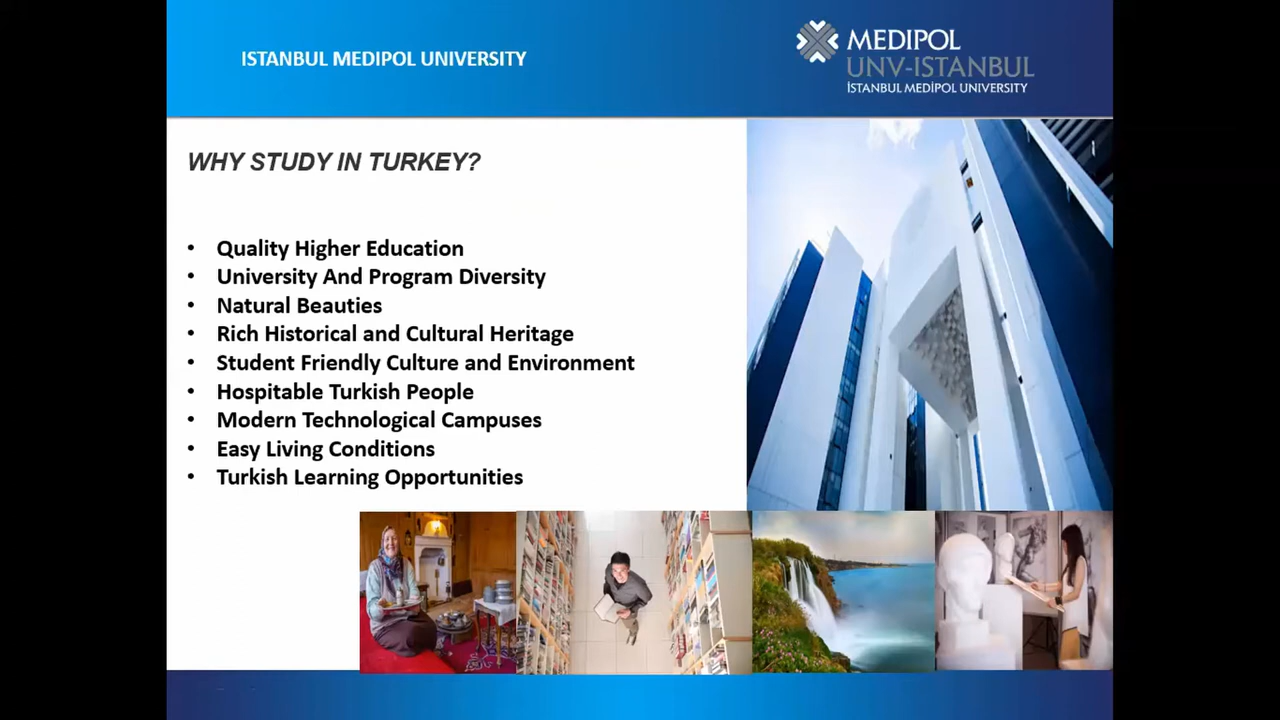 ISTANBUL MEDIPOL UNIVERSITY
MEDIPOL
UNV-ISTANBUL
İSTANBUL MEDİPOL UNIVERSITY
WHY STUDY IN TURKEY?
• Quality Higher Education
• University And Program Diversity
• Natural Beauties
• Rich Historical and Cultural Heritage
• Student Friendly Culture and Environment
• Hospitable Turkish People
• Modern Technological Campuses
• Easy Living Conditions
• Turkish Learning Opportunities